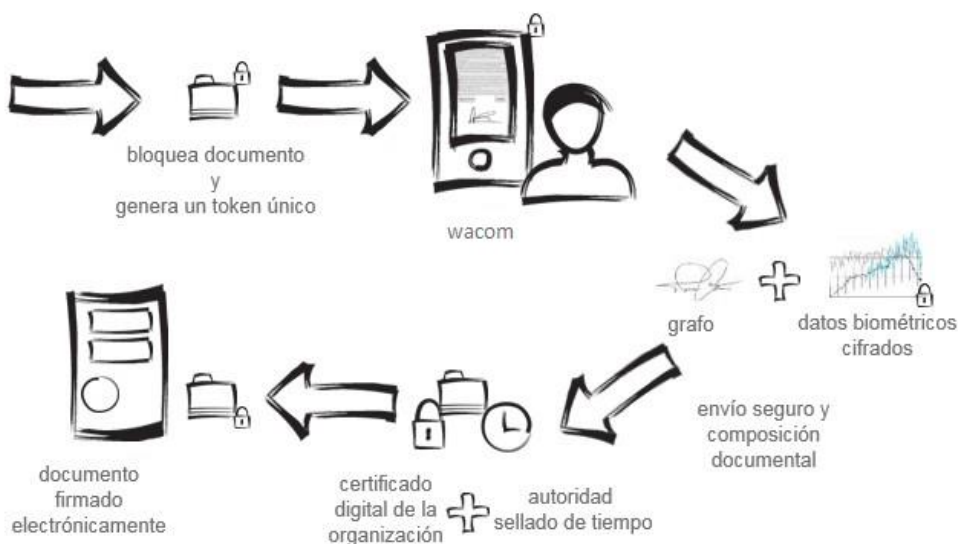 bloquea documento
y
genera un token único
wacom
grafo
datos biométricos
cifrados
envío seguro y
composición
documental
certificado
digital de la
organización
autoridad
sellado de tiempo
documento
firmado
electrónicamente